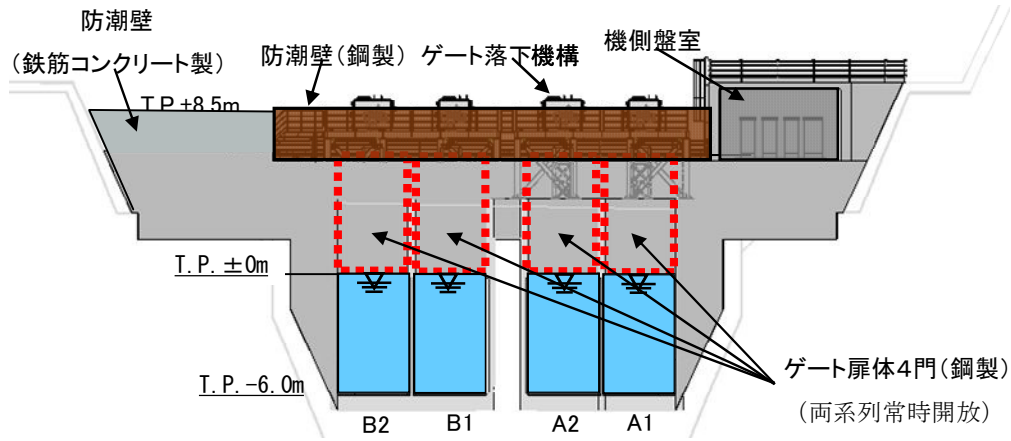 防潮壁
(鉄筋コンクリート製)
防潮壁(鋼製)
ゲート落下機構
機側盤室
T.P.+8.5m
T.P.±0m
T.P.-6.0m
B2
B1
A2
A1
ゲート扉体4門(鋼製)
(両系列常時開放)